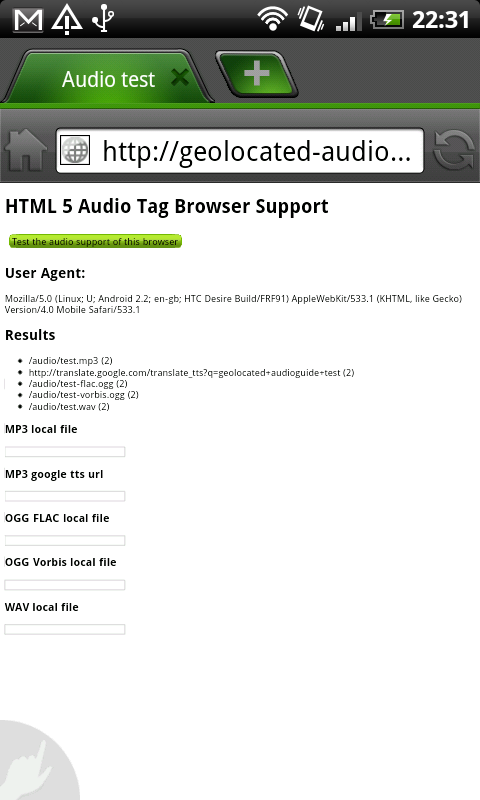 22:31
Audio test
http://geolocated-audio...
HTML 5 Audio Tag Browser Support
Test the audio support of this browser
User Agent:
Mozilla/5.0 (Linux; U; Android 2.2; en-gb; HTC Desire Build/FRF91) AppleWebKit/533.1 (KHTML, like Gecko)
Version/4.0 Mobile Safari/533.1
Results
/audio/test.mp3 (2)
http://translate.google.com/translate_tts?q=geolocated+audioguide+test (2)
/audio/test-flac.ogg (2)
/audio/test-vorbis.ogg (2)
/audio/test.wav (2)
MP3 local file
MP3 google tts url
OGG FLAC local file
OGG Vorbis local file
WAV local file